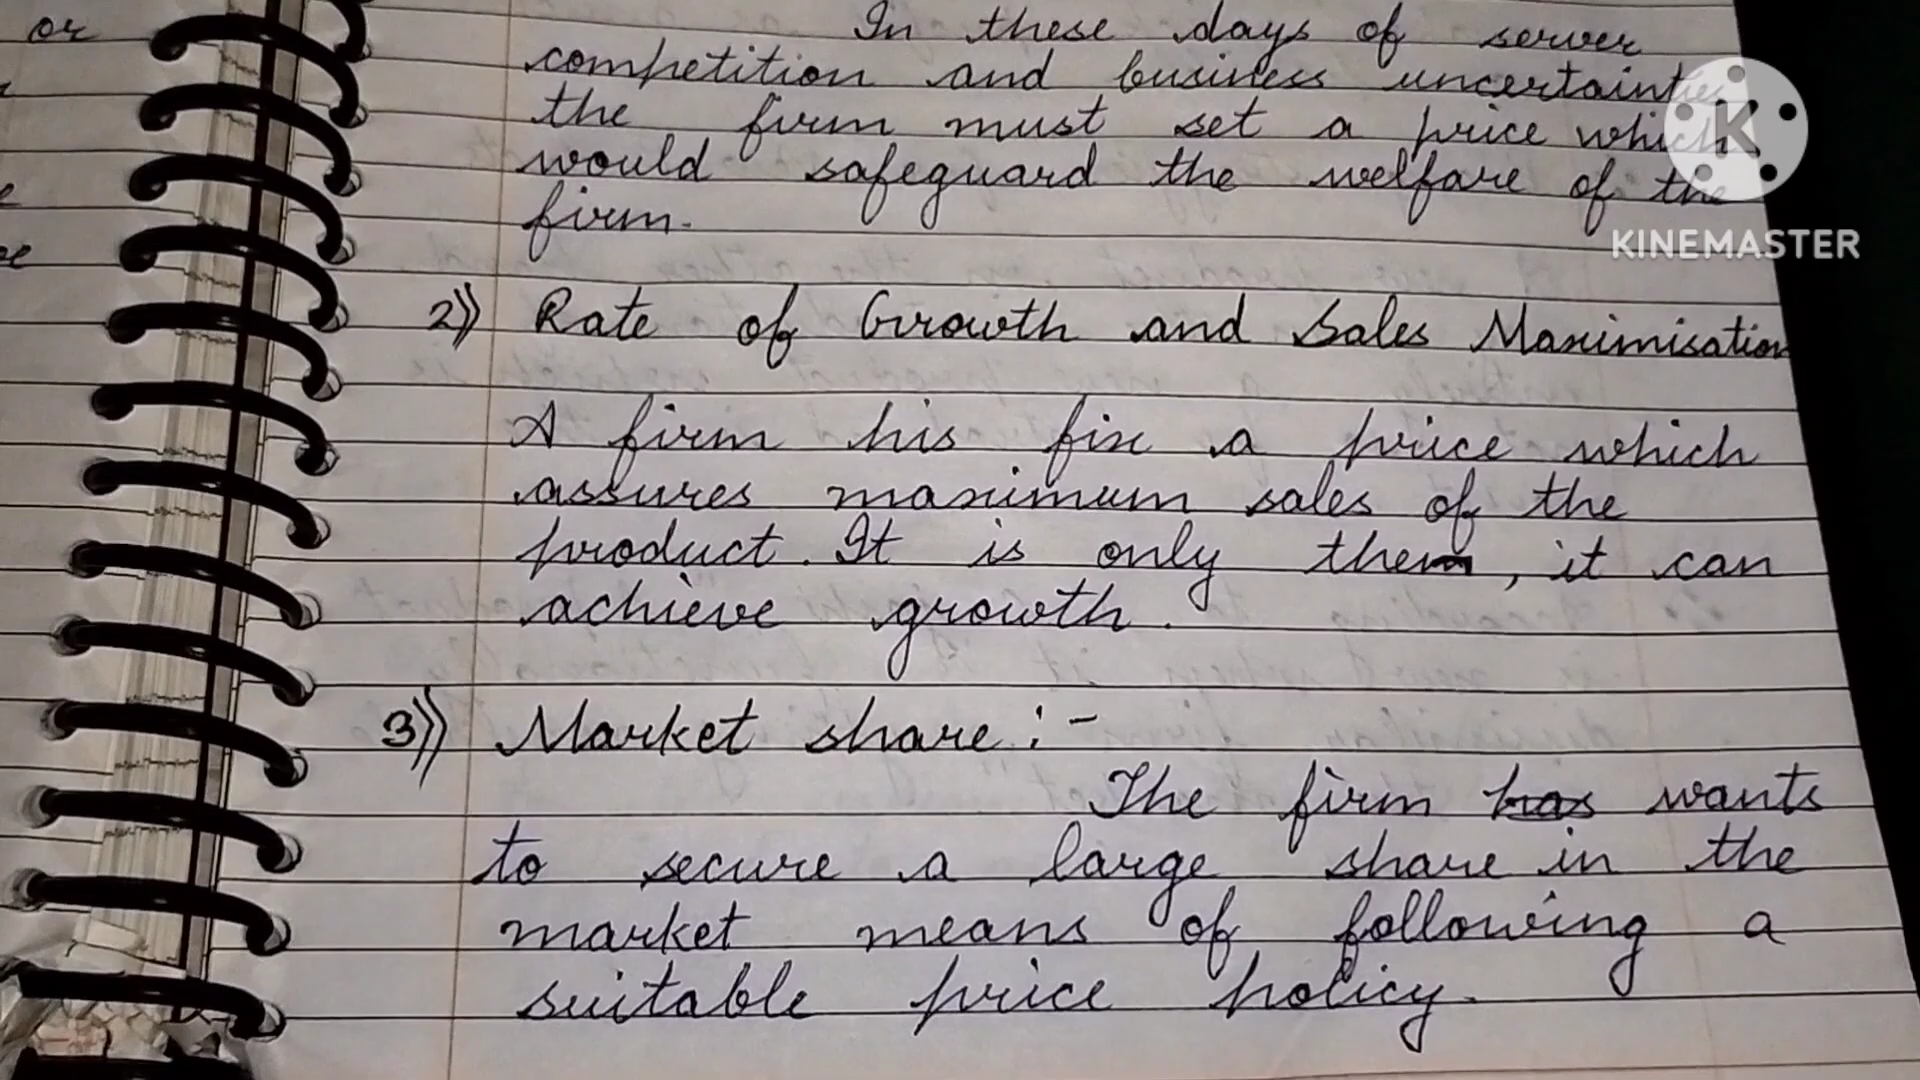 or
In these days of server
competition and business uncertainties
the firm must set a price which
would safeguard the welfare of the
firm.
KINEMASTER
2)) Rate of Growth and Sales Maximisation
A firm his fix a price which
assures maximum sales of the
product. It is only then, it can
achieve growth.
3)) Market share :-
The firm has wants
to secure a large share in the
market means of following a
suitable price policy.